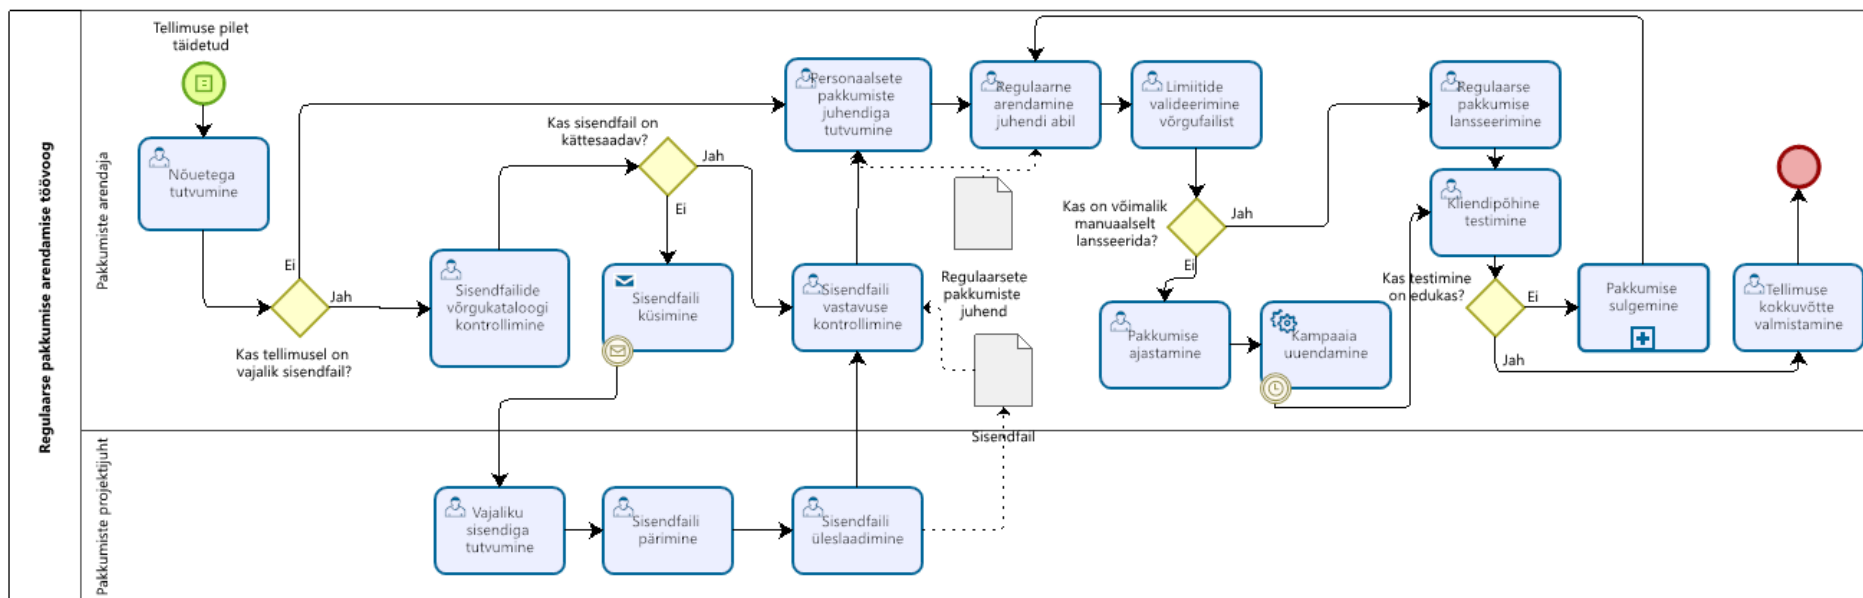 Regulaarse pakkumise arendamise töövoog
Pakkumiste arendaja
Tellimuse pilet
täidetud
Nõuetega
tutvumine
Ei
Jah
Kas tellimusel on
vajalik sisendfail?
Sisendfailide
võrgukataloogi
kontrollimine
Kas sisendfail on
kättesaadav?
Jah
Ei
Sisendfaili
küsimine
Personaalsete
pakkumiste
juhendiga
tutvumine
Sisendfaili
vastavuse
kontrollimine
Regulaarne
arendamine
juhendi abil
Regulaarsete
pakkumiste
juhend
Sisendfail
Limiitide
valideerimine
võrgufailist
Kas on võimalik
manuaalselt
lansseerida?
Jah
Ei
Pakkumise
ajastamine
Kampaaia
uuendamine
Regulaarse
pakkumise
lansseerimine
Kliendipõhine
testimine
Kas testimine
on edukas?
Ei
Jah
Pakkumise
sulgemine
Tellimuse
kokkuvõtte
valmistamine
Pakkumiste projektijuht
Vajaliku
sisendiga
tutvumine
Sisendfaili
pärimine
Sisendfaili
üleslaadimine